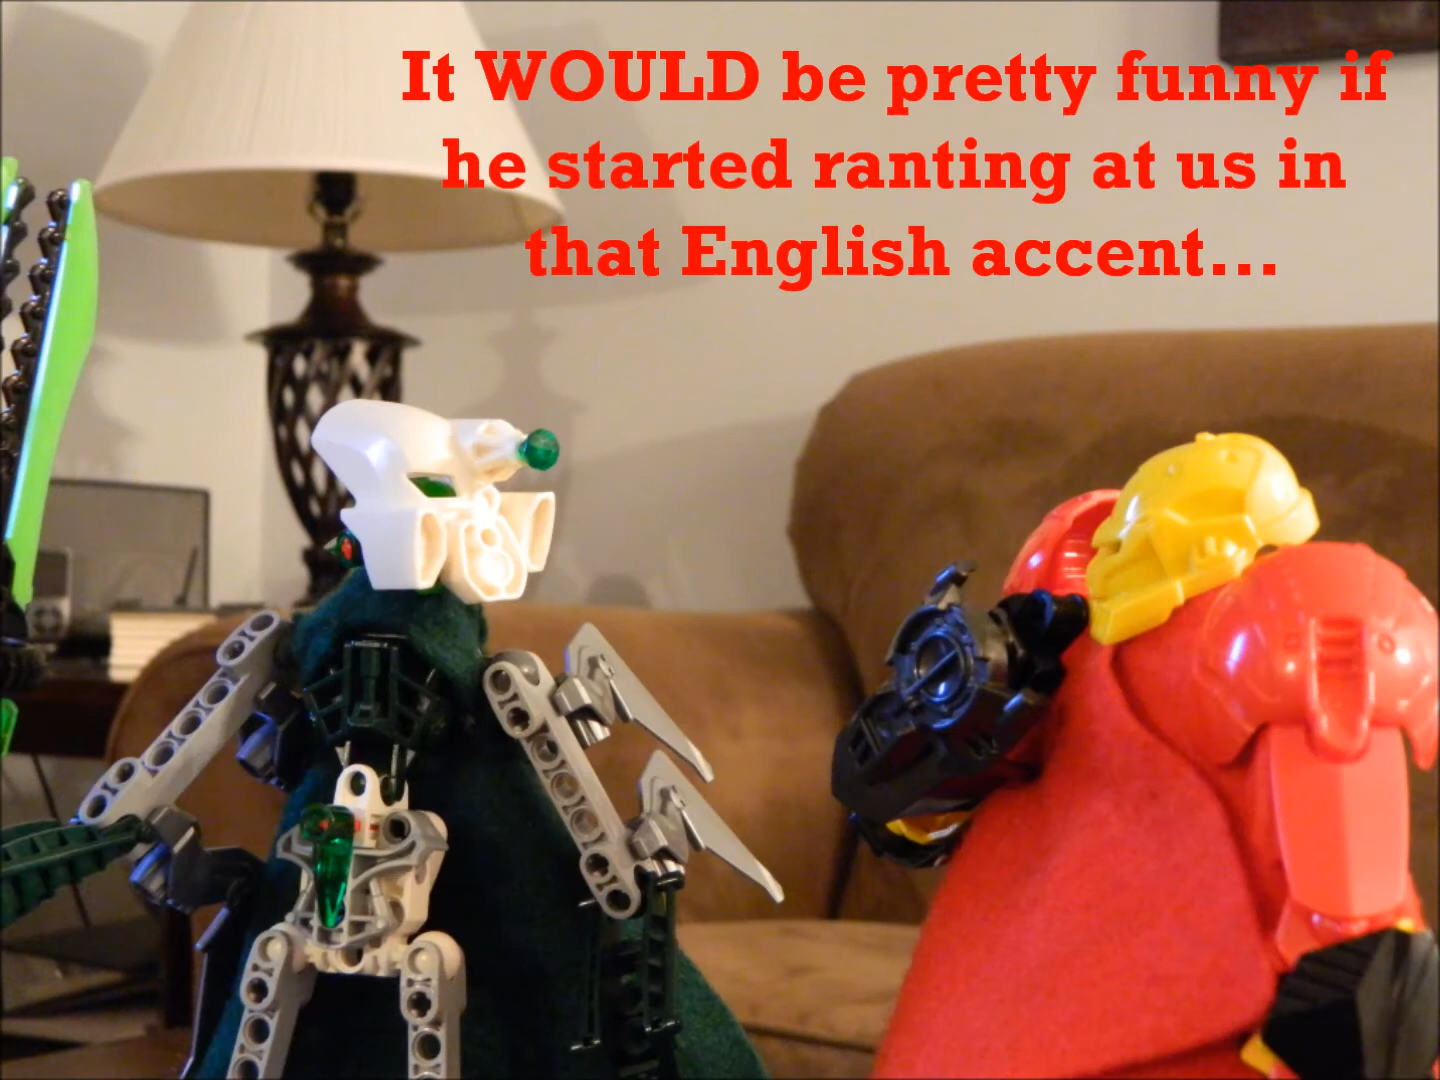 It WOULD be pretty funny if
he started ranting at us in
that English accent...